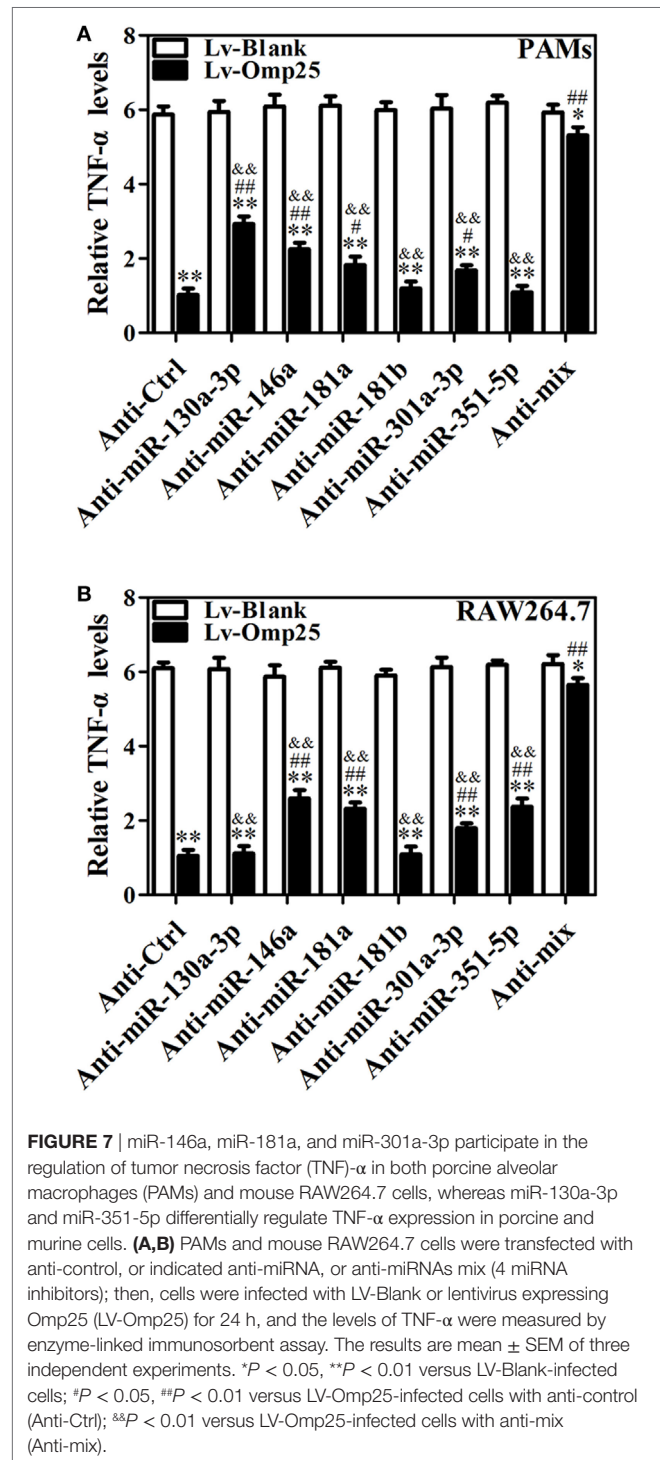 A
8
Lv-Blank
Lv-Omp25
PAMs
Relative TNF-α levels
6
4
2
0
**
&&
##
**
&&
##
**
&&
#
**
&&
**
&&
#
**
&&
**
##
*
Anti-Ctrl
Anti-miR-130a-3p
Anti-miR-146a
Anti-miR-181a
Anti-miR-181b
Anti-miR-301a-3p
Anti-miR-351-5p
Anti-mix
B
8
Lv-Blank
Lv-Omp25
RAW264.7
Relative TNF-α levels
6
4
2
0
**
&&
**
&&
##
**
&&
##
**
&&
**
&&
##
**
&&
##
**
##
*
Anti-Ctrl
Anti-miR-130a-3p
Anti-miR-146a
Anti-miR-181a
Anti-miR-181b
Anti-miR-301a-3p
Anti-miR-351-5p
Anti-mix
FIGURE 7 | miR-146a, miR-181a, and miR-301a-3p participate in the
regulation of tumor necrosis factor (TNF)-α in both porcine alveolar
macrophages (PAMs) and mouse RAW264.7 cells, whereas miR-130a-3p
and miR-351-5p differentially regulate TNF-α expression in porcine and
murine cells. (A,B) PAMs and mouse RAW264.7 cells were transfected with
anti-control, or indicated anti-miRNA, or anti-miRNAs mix (4 miRNA
inhibitors); then, cells were infected with LV-Blank or lentivirus expressing
Omp25 (LV-Omp25) for 24 h, and the levels of TNF-α were measured by
enzyme-linked immunosorbent assay. The results are mean ± SEM of three
independent experiments. *P < 0.05, **P < 0.01 versus LV-Blank-infected
cells; #P < 0.05, ##P < 0.01 versus LV-Omp25-infected cells with anti-control
(Anti-Ctrl); &&P < 0.01 versus LV-Omp25-infected cells with anti-mix
(Anti-mix).